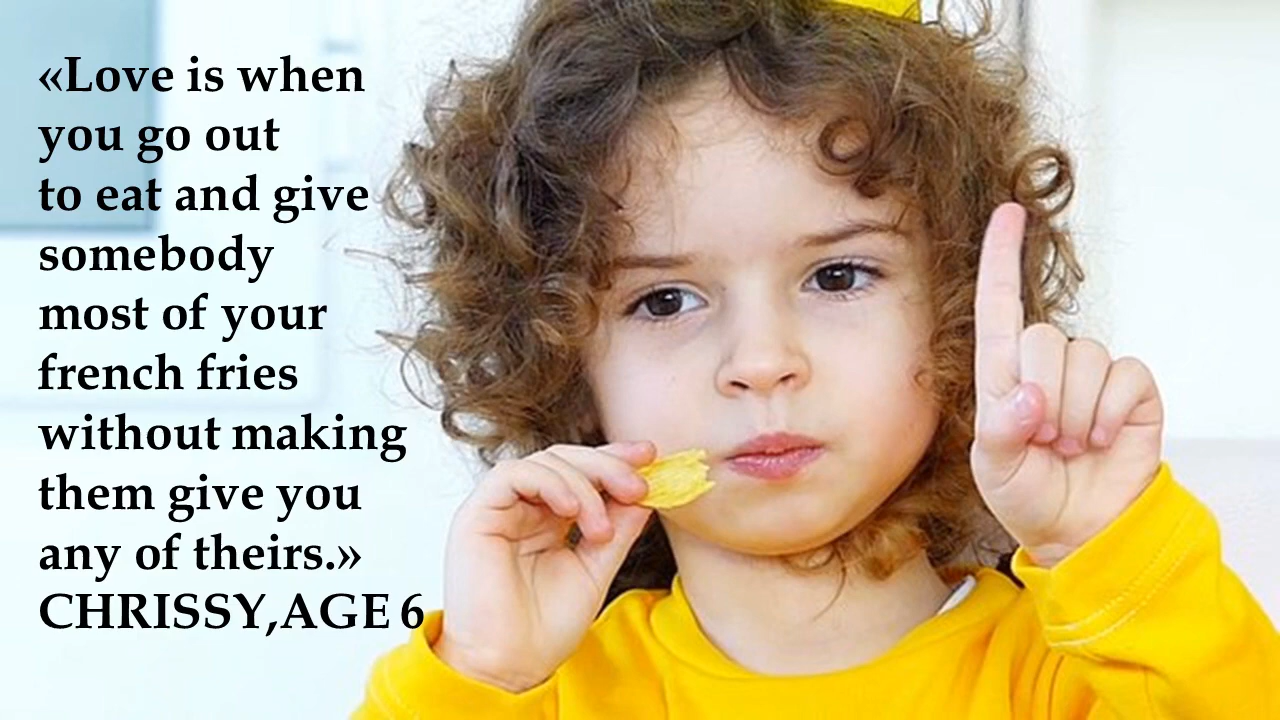 «Love is when
you go out
to eat and give
somebody
most of your
french fries
without making
them give you
any of theirs.»
CHRISSY,AGE 6